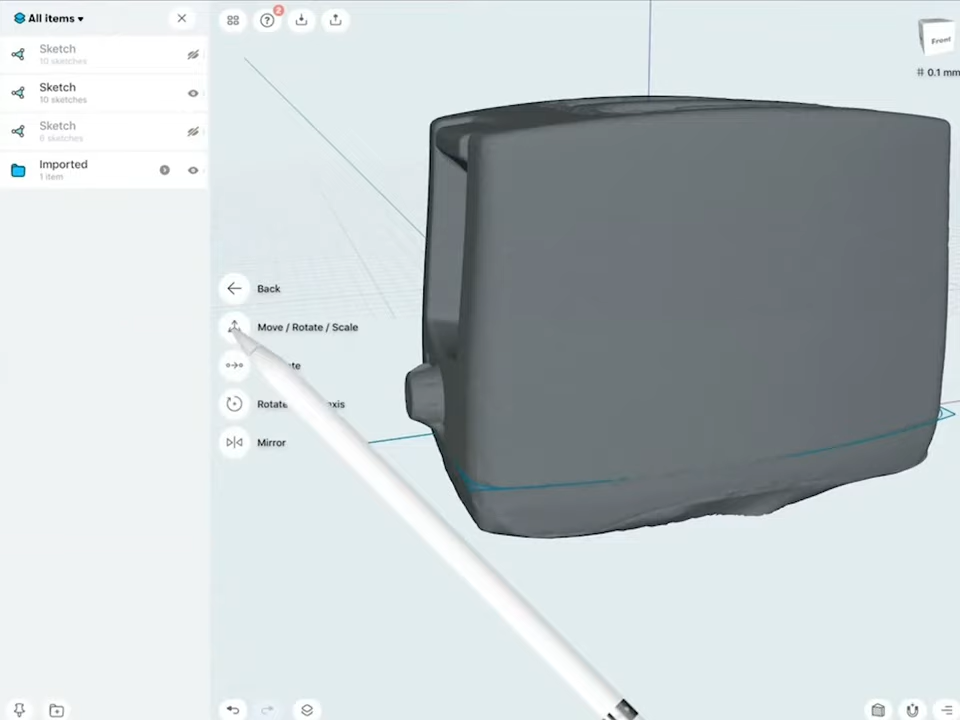 All items ▾
2
Sketch
10 sketches
Front
# 0.1 mm
Sketch
10 sketches
Sketch
6 sketches
Imported
1 item
Back
Move / Rotate / Scale
Mirror